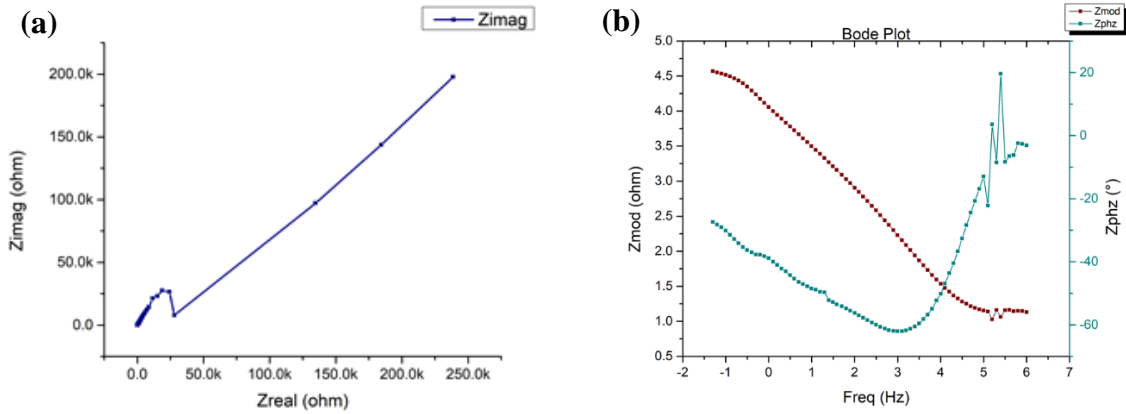 (a)
Zimag
200.0k
150.0k
100.0k
50.0k
0.0
Zimag (ohm)
0.0 50.0k 100.0k 150.0k 200.0k 250.0k
Zreal (ohm)
(b)
Zmod
Zphz
Bode Plot
5.0
4.5
4.0
3.5
3.0
2.5
2.0
1.5
1.0
0.5
Zmod (ohm)
20
0
-20
-40
-60
Zphz (°)
-2 -1 0 1 2 3 4 5 6 7
Freq (Hz)